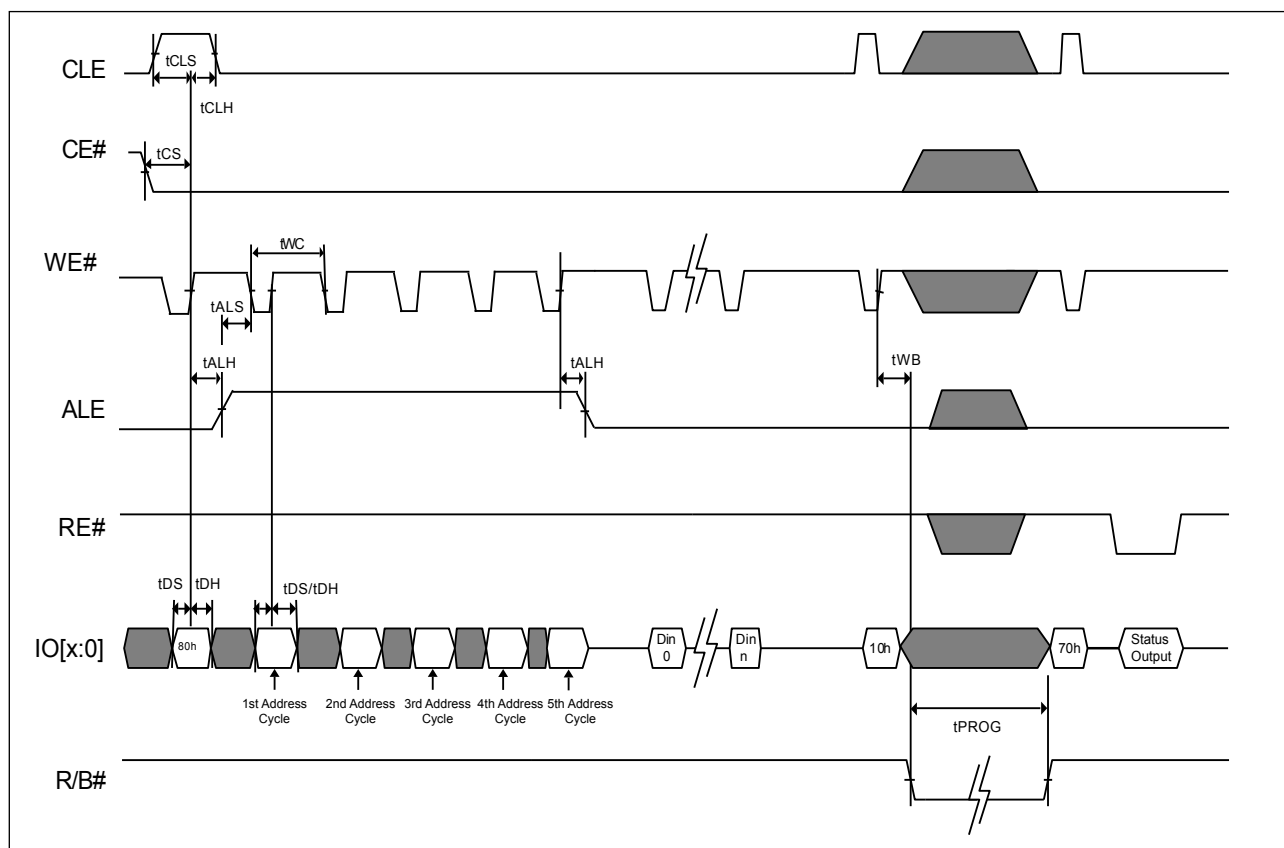 CLE
tCLS
tCLH
CE#
tCS
WE#
tWC
tALS
tALH
tALH
tWB
ALE
RE#
tDS
tDH
tDS/tDH
IO[x:0]
80h
Din
0
Din
n
10h
70h
Status
Output
1st Address
Cycle
2nd Address
Cycle
3rd Address
Cycle
4th Address
Cycle
5th Address
Cycle
tPROG
R/B#